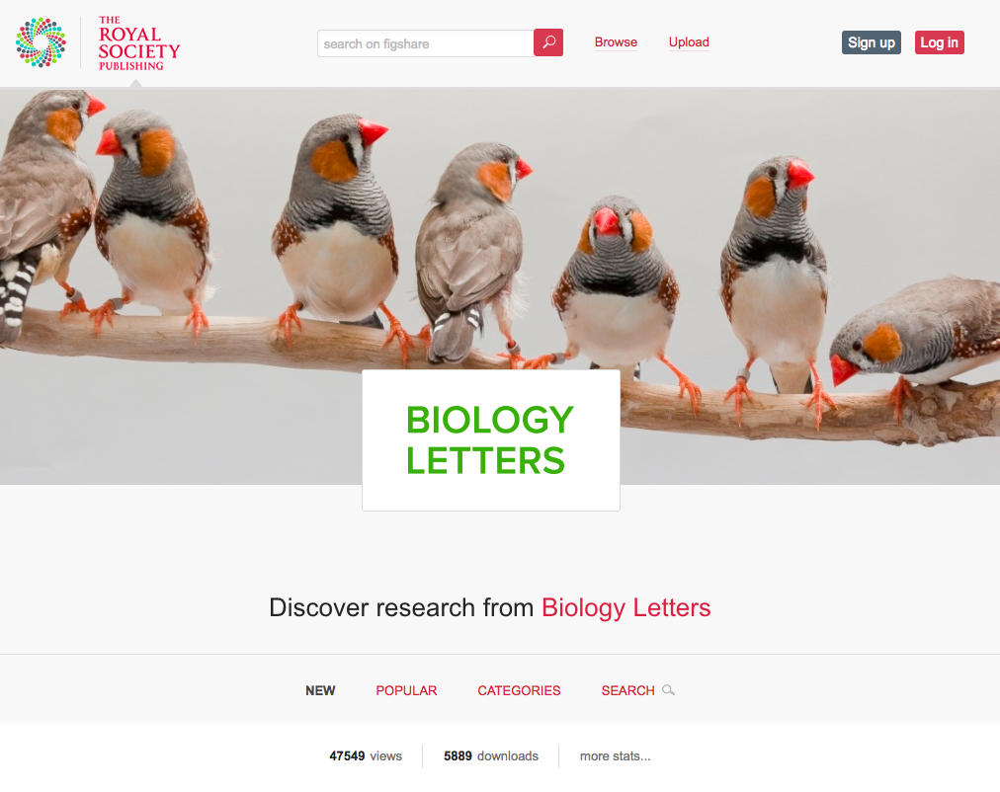 THE
ROYAL
SOCIETY
PUBLISHING
search on figshare
Browse
Upload
Sign up
Log in
BIOLOGY
LETTERS
Discover research from Biology Letters
NEW
POPULAR
CATEGORIES
SEARCH
47549 views
5889 downloads
more stats...